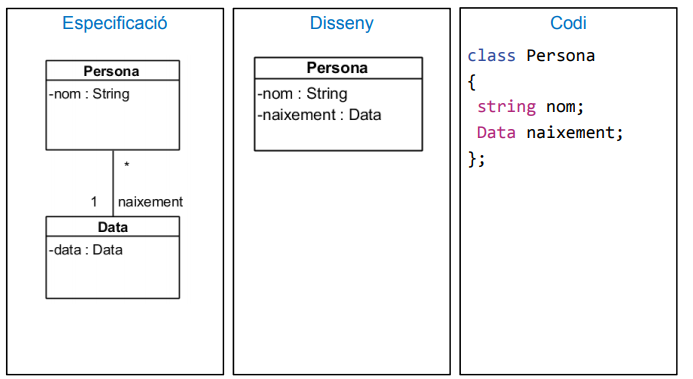 Especificació
Persona
-nom : String
*
1 naixement
Data
-data : Data
Disseny
Persona
-nom : String
-naixement : Data
Codi
class Persona
{
string nom;
Data naixement;
};